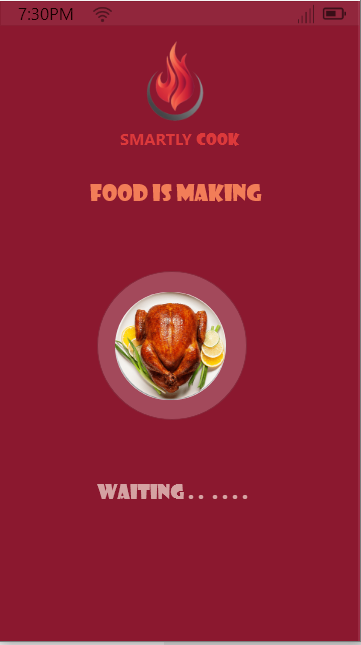 7:30PM
SMARTLY COOK
FOOD IS MAKING
WAITING.. ....